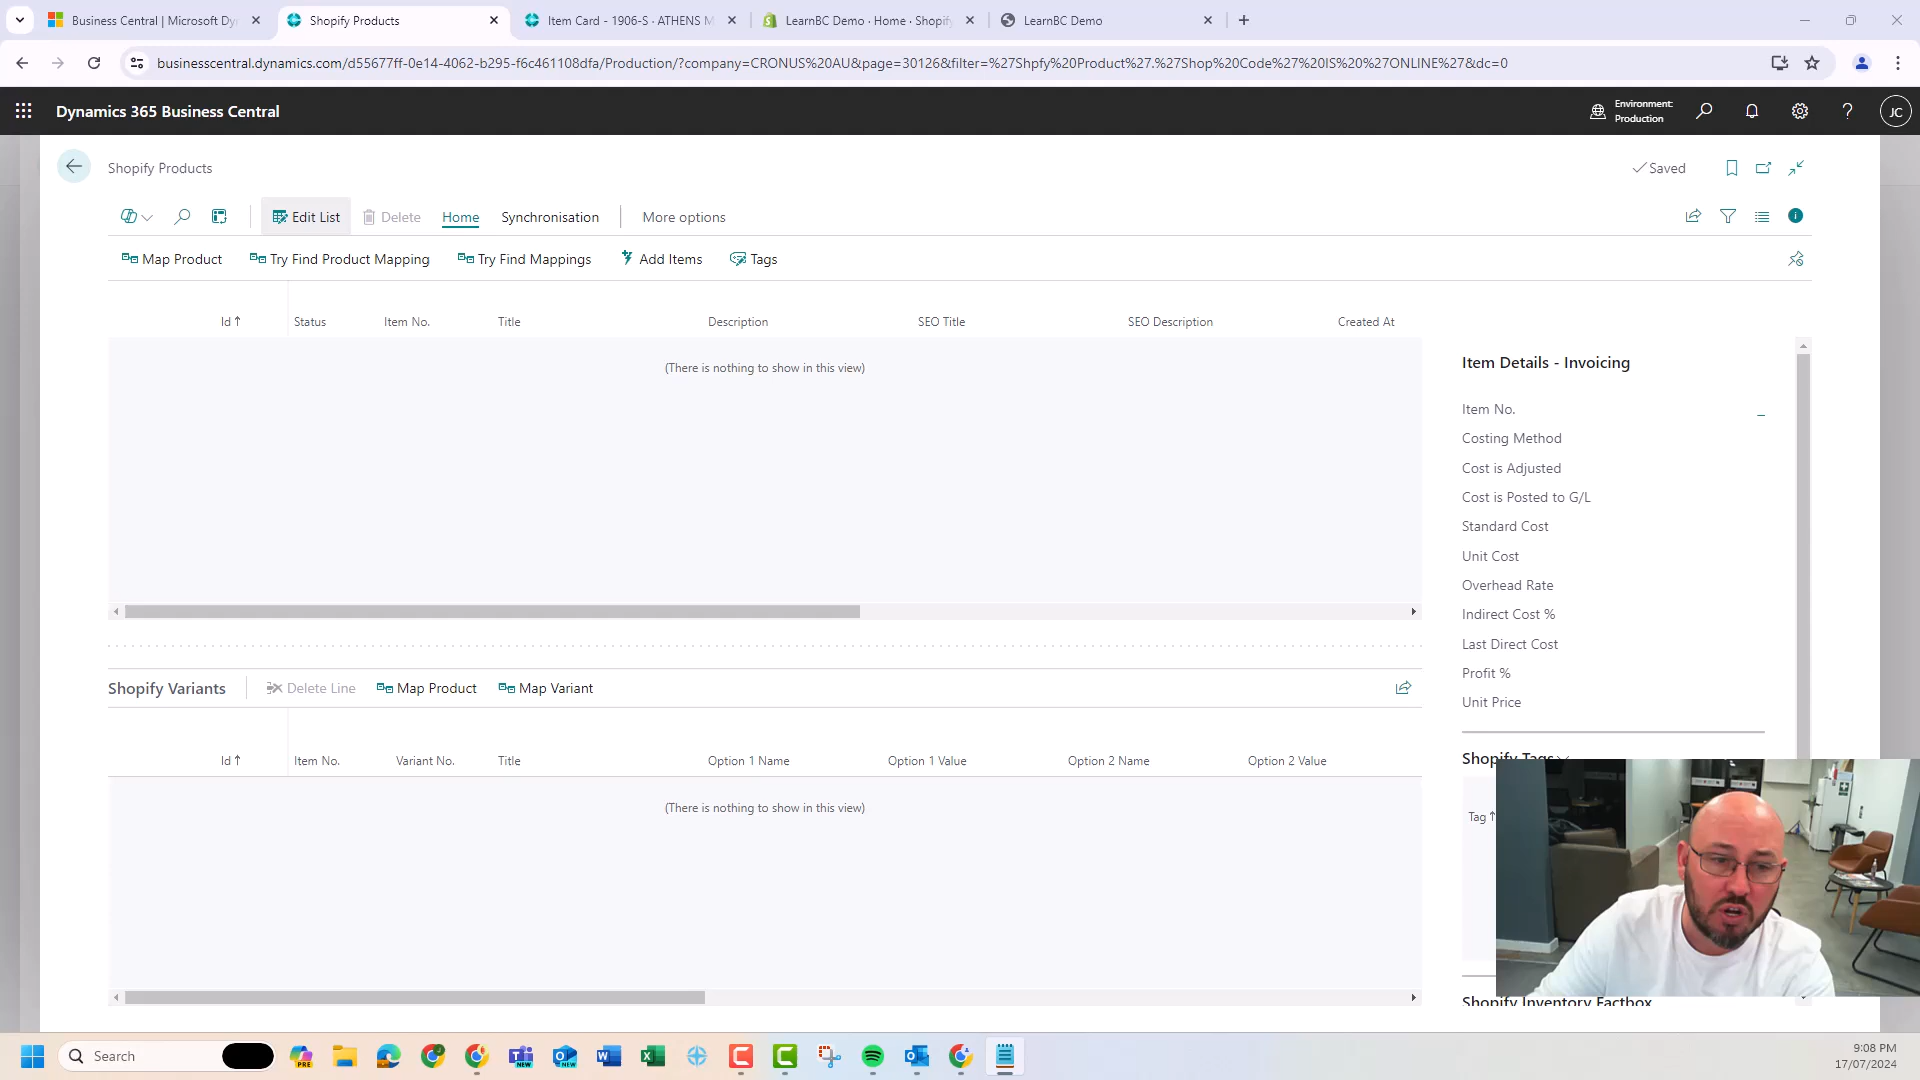 Business Central | Microsoft Dy
Shopify Products
Item Card - 1906-S · ATHENS M
LearnBC Demo · Home · Shopify
LearnBC Demo
businesscentral.dynamics.com/d55677ff-0e14-4062-b295-f6c461108dfa/Production/?company=CRONUS%20AU&page=30126&filter=%27Shpfy%20Product%27.%27Shop%20Code%27%20IS%20%27ONLINE%27&dc=0
Dynamics 365 Business Central
Environment:
Production
JC
Shopify Products
Saved
Edit List
Delete
Home
Synchronisation
More options
Map Product
Try Find Product Mapping
Try Find Mappings
Add Items
Tags
Id ↑
Status
Item No.
Title
Description
SEO Title
SEO Description
Created At
(There is nothing to show in this view)
Item Details - Invoicing
Item No.
Costing Method
Cost is Adjusted
Cost is Posted to G/L
Standard Cost
Unit Cost
Overhead Rate
Indirect Cost %
Last Direct Cost
Profit %
Unit Price
Shopify Variants
Delete Line
Map Product
Map Variant
Id ↑
Item No.
Variant No.
Title
Option 1 Name
Option 1 Value
Option 2 Name
Option 2 Value
(There is nothing to show in this view)
Shopify Tags
Tag ↑
Shopify Inventory Factbox
Search
PRE
NEW
NEW
9:08 PM
17/07/2024